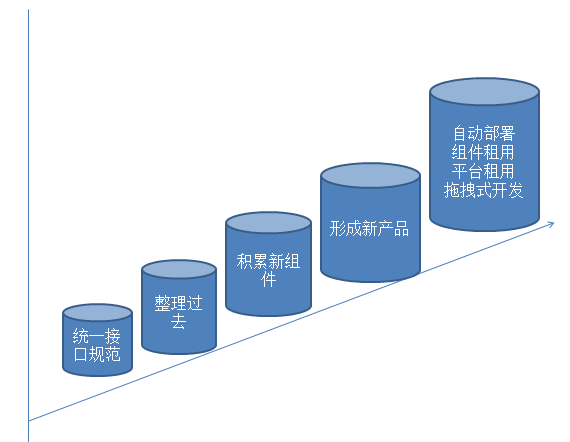 自动部署
组件租用
平台租用
拖拽式开发
形成新产品
积累新组
件
整理过
去
统一接
口规范